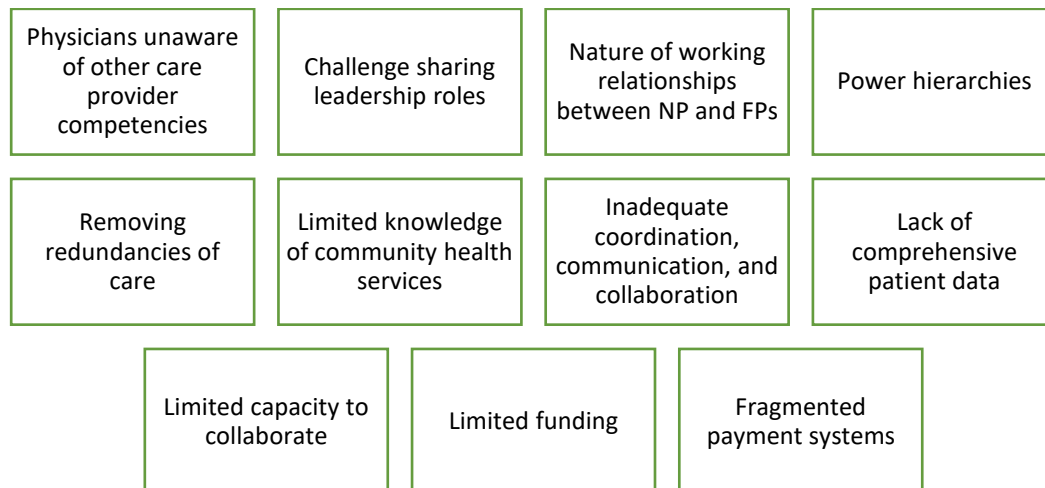 Physicians unaware
of other care
provider
competencies
Challenge sharing
leadership roles
Nature of working
relationships
between NP and FPs
Power hierarchies
Removing
redundancies of
care
Limited knowledge
of community health
services
Inadequate
coordination,
communication, and
collaboration
Lack of
comprehensive
patient data
Limited capacity to
collaborate
Limited funding
Fragmented
payment systems